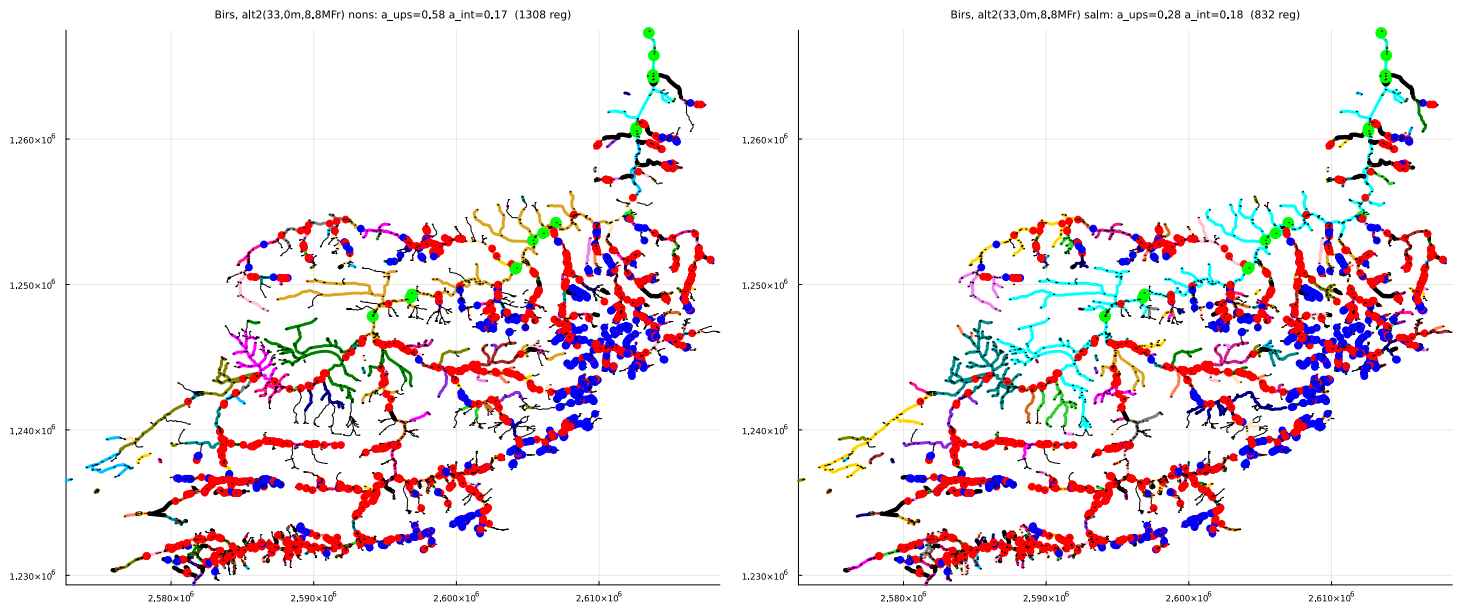 Birs, alt2(33,0m,8.8MFr) nons: a_ups=0.58 a_int=0.17 (1308 reg)
1,260×10⁶
1,250×10⁶
1,240×10⁶
1,230×10⁶
2,580×10⁶ 2,590×10⁶ 2,600×10⁶ 2,610×10⁶
Birs, alt2(33,0m,8.8MFr) salm: a_ups=0.28 a_int=0.18 (832 reg)
1,260×10⁶
1,250×10⁶
1,240×10⁶
1,230×10⁶
2,580×10⁶ 2,590×10⁶ 2,600×10⁶ 2,610×10⁶